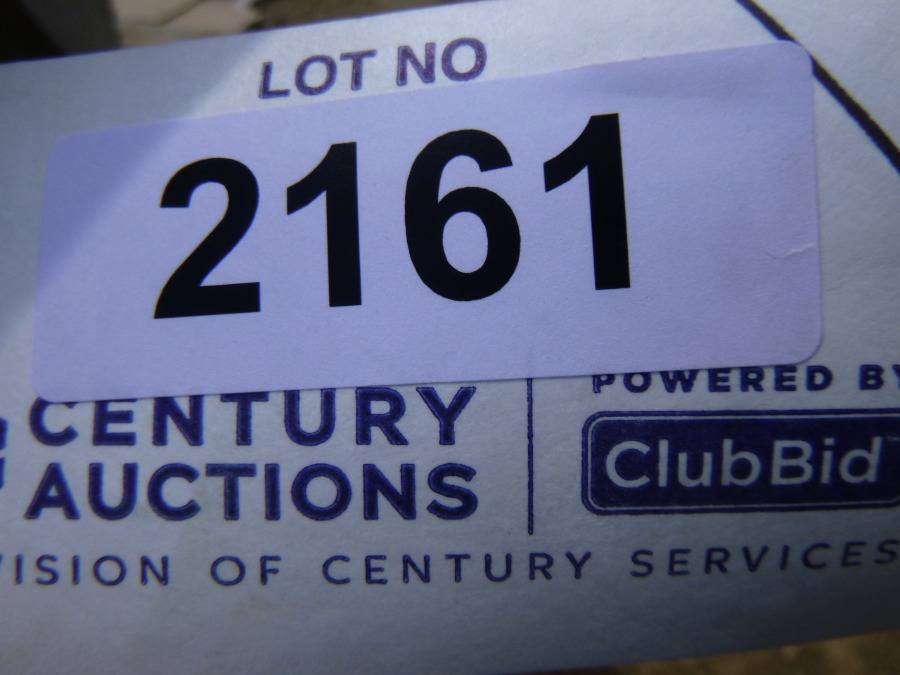 LOT NO
2161
CENTURY
AUCTIONS
POWERED BY
ClubBid
VISION OF CENTURY SERVICES